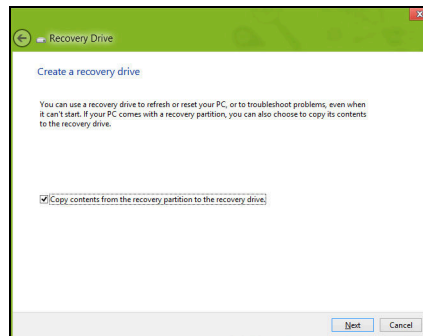 Recovery Drive
Create a recovery drive
You can use a recovery drive to refresh or reset your PC, or to troubleshoot problems, even when
it can't start. If your PC comes with a recovery partition, you can also choose to copy its contents
to the recovery drive.
Copy contents from the recovery partition to the recovery drive.
Next Cancel